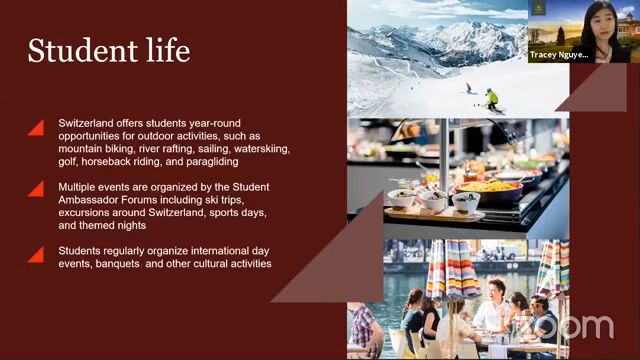 Student life
Tracey Nguye...
Switzerland offers students year-round
opportunities for outdoor activities, such as
mountain biking, river rafting, sailing, waterskiing,
golf, horseback riding, and paragliding
Multiple events are organized by the Student
Ambassador Forums including ski trips,
excursions around Switzerland, sports days,
and themed nights
Students regularly organize international day
events, banquets and other cultural activities
zoom